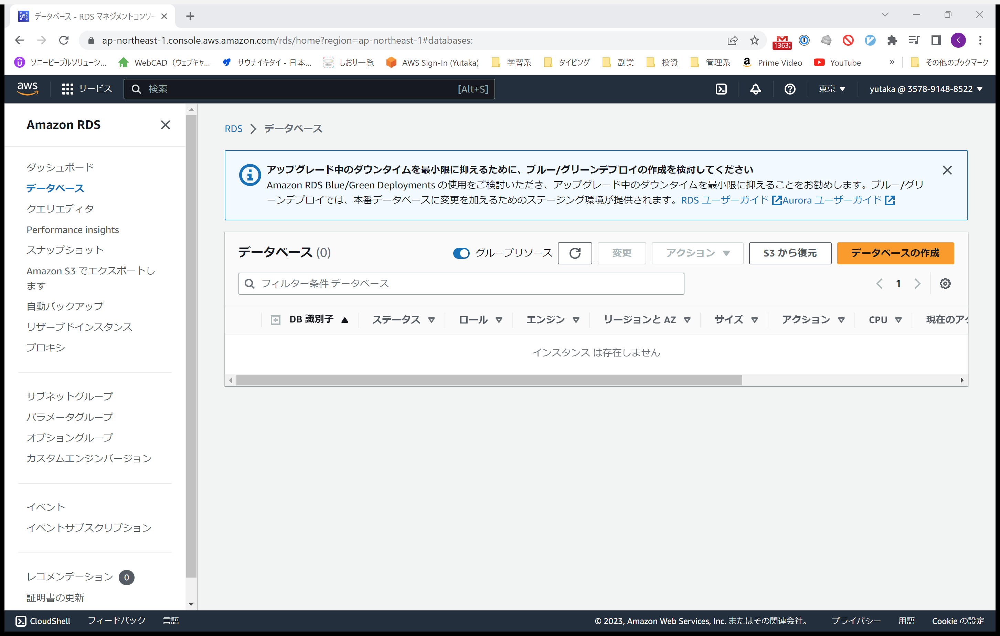 データベース - RDS マネジメントコンソー
ap-northeast-1.console.aws.amazon.com/rds/home?region=ap-northeast-1#databases:
ソニーピープルソリューシ... WebCAD（ウェブキャ... サウナイキタイ - 日本... しおり一覧 AWS Sign-In (Yutaka) 学習系 タイピング 副業 投資 管理系 Prime Video YouTube » その他のブックマーク
aws サービス 検索 [Alt+S] 東京 yutaka @ 3578-9148-8522
Amazon RDS
ダッシュボード
データベース
クエリエディタ
Performance insights
スナップショット
Amazon S3 でエクスポートし
ます
自動バックアップ
リザーブドインスタンス
プロキシ
サブネットグループ
パラメータグループ
オプショングループ
カスタムエンジンバージョン
イベント
イベントサブスクリプション
レコメンデーション 0
証明書の更新
RDS データベース
アップグレード中のダウンタイムを最小限に抑えるために、ブルー/グリーンデプロイの作成を検討してください
Amazon RDS Blue/Green Deployments の使用をご検討いただき、アップグレード中のダウンタイムを最小限に抑えることをお勧めします。ブルー/グリ
ーンデプロイでは、本番データベースに変更を加えるためのステージング環境が提供されます。RDS ユーザーガイド Aurora ユーザーガイド
データベース (0) グループリソース 変更 アクション S3 から復元 データベースの作成
フィルター条件 データベース 1
DB 識別子 ステータス ロール エンジン リージョンと AZ サイズ アクション CPU 現在のア
インスタンス は存在しません
CloudShell フィードバック 言語 © 2023, Amazon Web Services, Inc. またはその関連会社。 プライバシー 用語 Cookie の設定